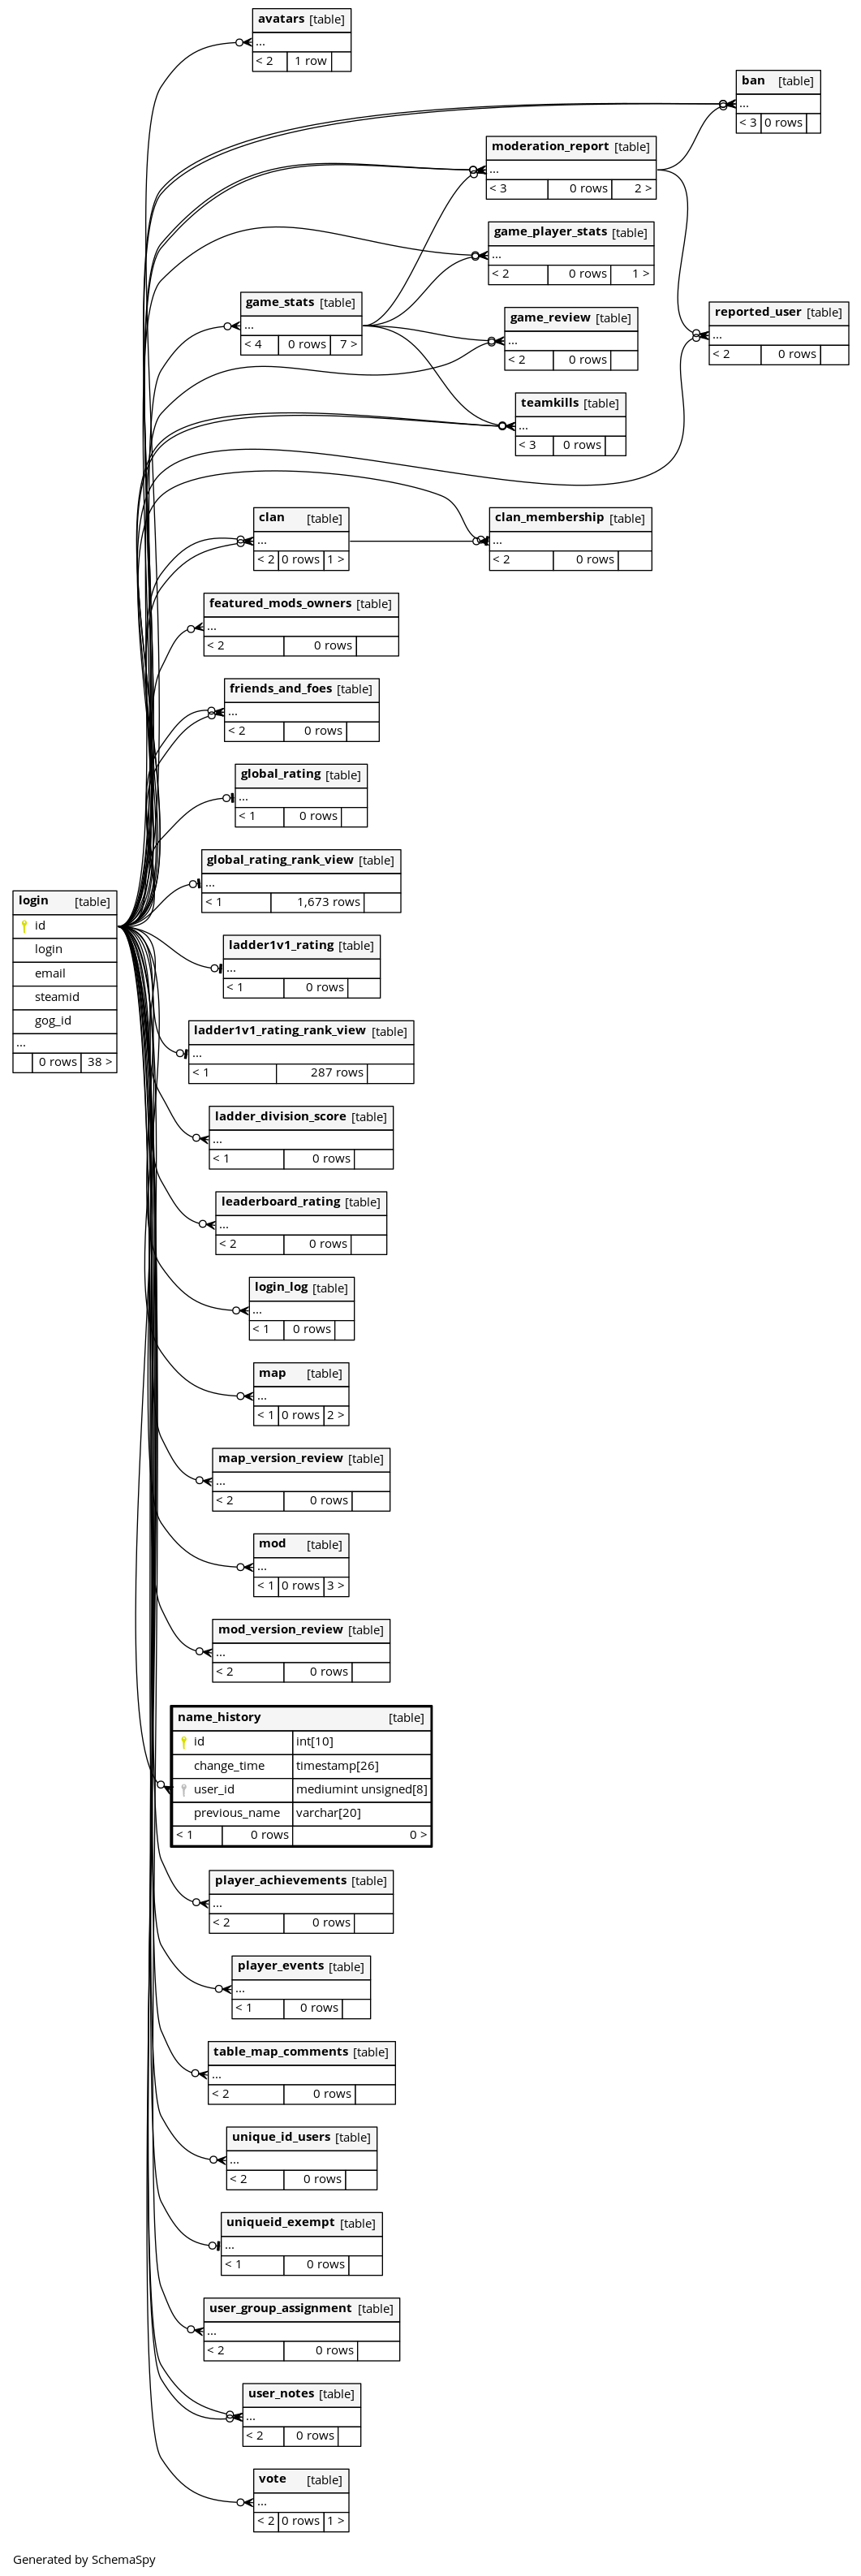 avatars [table]
...
< 2 1 row
ban [table]
...
< 3 0 rows
moderation_report [table]
...
< 3 0 rows 2 >
game_player_stats [table]
...
< 2 0 rows 1 >
game_stats [table]
...
< 4 0 rows 7 >
game_review [table]
...
< 2 0 rows
reported_user [table]
...
< 2 0 rows
teamkills [table]
...
< 3 0 rows
clan [table]
...
< 2 0 rows 1 >
clan_membership [table]
...
< 2 0 rows
featured_mods_owners [table]
...
< 2 0 rows
friends_and_foes [table]
...
< 2 0 rows
global_rating [table]
...
< 1 0 rows
global_rating_rank_view [table]
...
< 1 1,673 rows
login [table]
id
login
email
steamid
gog_id
...
0 rows 38 >
ladder1v1_rating [table]
...
< 1 0 rows
ladder1v1_rating_rank_view [table]
...
< 1 287 rows
ladder_division_score [table]
...
< 1 0 rows
leaderboard_rating [table]
...
< 2 0 rows
login_log [table]
...
< 1 0 rows
map [table]
...
< 1 0 rows 2 >
map_version_review [table]
...
< 2 0 rows
mod [table]
...
< 1 0 rows 3 >
mod_version_review [table]
...
< 2 0 rows
name_history [table]
id int[10]
change_time timestamp[26]
user_id mediumint unsigned[8]
previous_name varchar[20]
< 1 0 rows 0 >
player_achievements [table]
...
< 2 0 rows
player_events [table]
...
< 1 0 rows
table_map_comments [table]
...
< 2 0 rows
unique_id_users [table]
...
< 2 0 rows
uniqueid_exempt [table]
...
< 1 0 rows
user_group_assignment [table]
...
< 2 0 rows
user_notes [table]
...
< 2 0 rows
vote [table]
...
< 2 0 rows 1 >
Generated by SchemaSpy